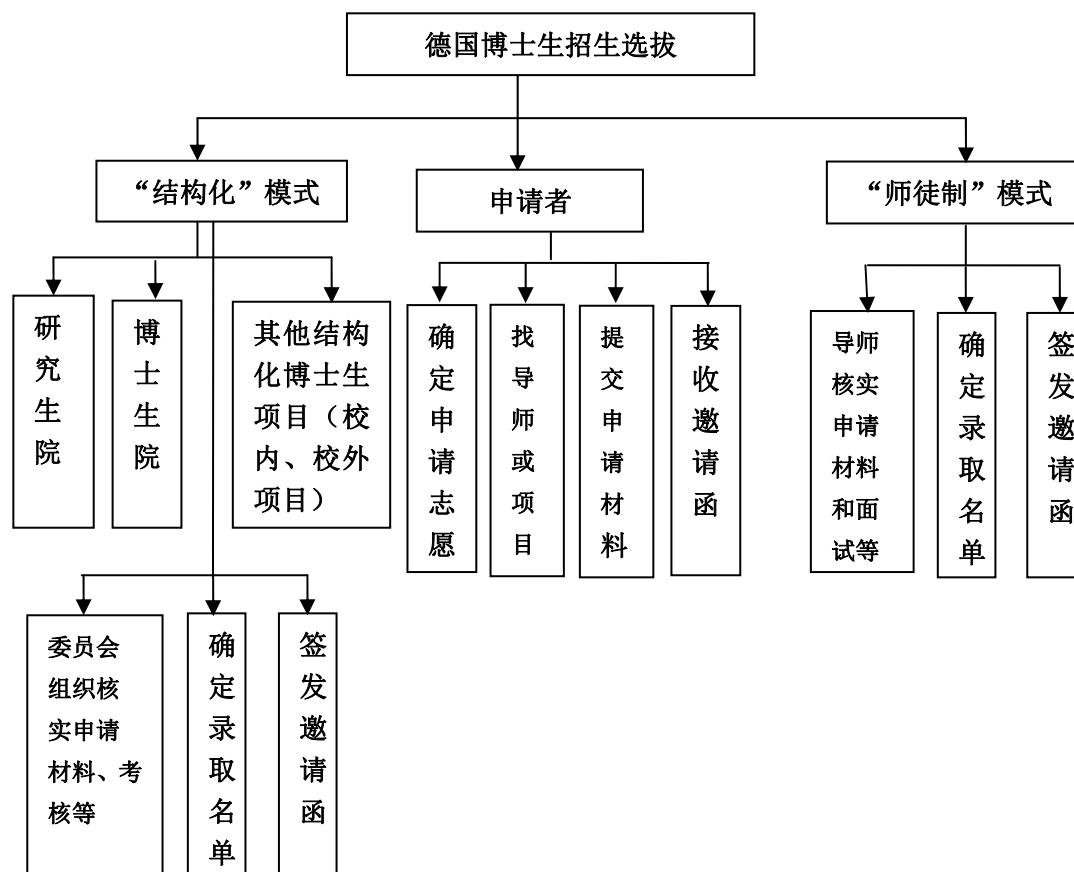 德国博士生招生选拔
“结构化”模式
申请者
“师徒制”模式
研究生院
博士生院
其他结构
化博士生
项目（校
内、校外
项目）
确定申请志愿
找导师或项目
提交申请材料
接收邀请函
导师
核实
申请
材料
和面
试等
确定录取名单
签发邀请函
委员会
组织核
实申请
材料、考
核等
确定录取名单
签发邀请函